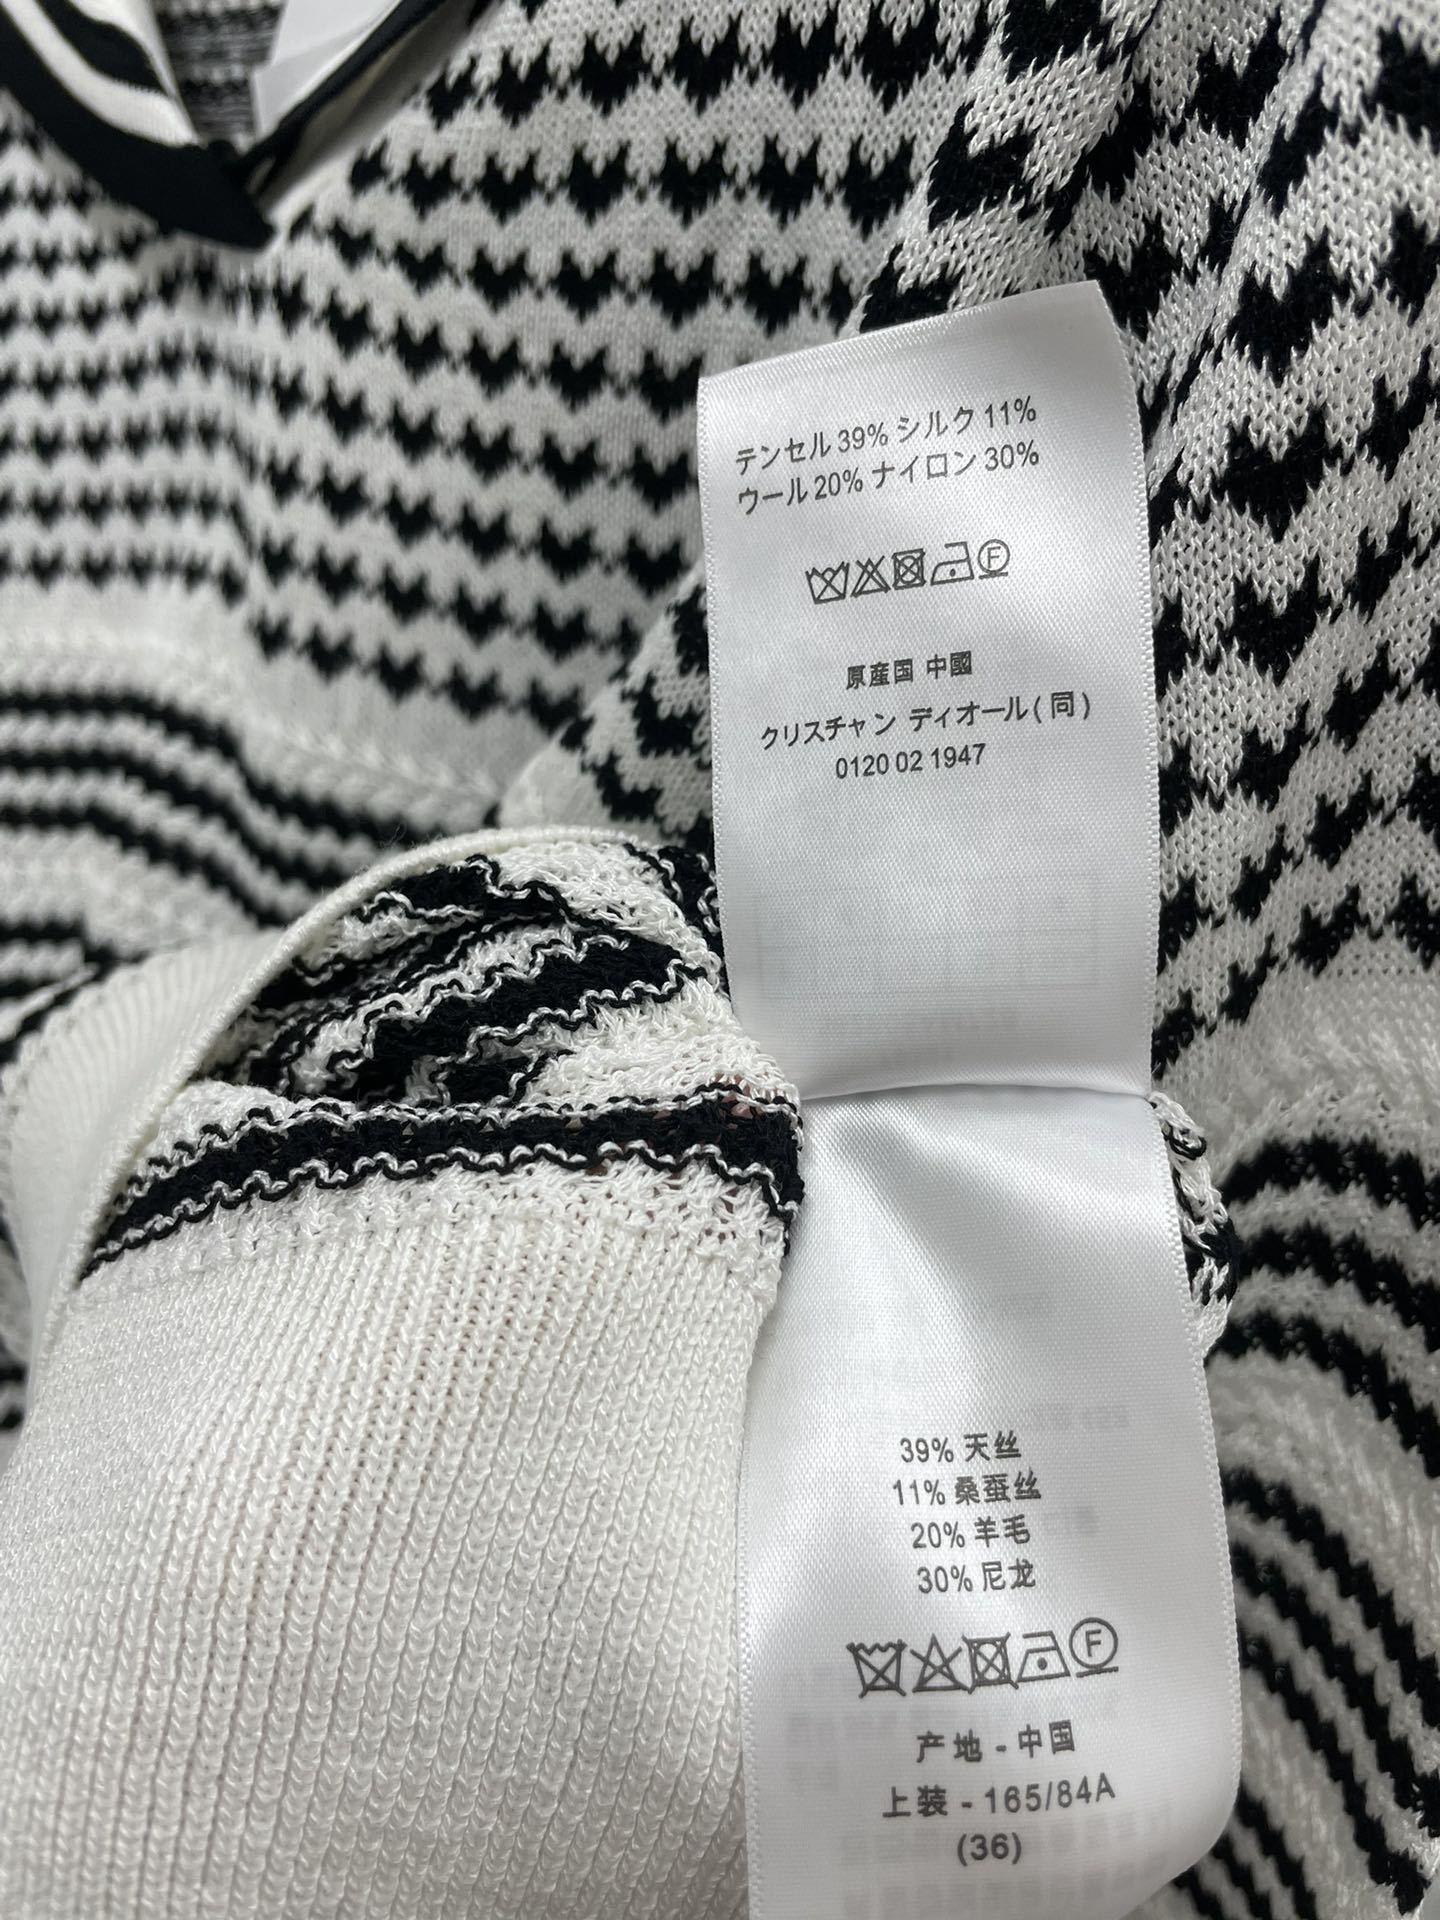 テンセル 39% シルク 11%
ウール 20% ナイロン 30%
F
原産国 中國
クリスチャン ディオール ( 同 )
0120 02 1947
39% 天丝
11% 桑蚕丝
20% 羊毛
30% 尼龙
F
产地 - 中国
上装 - 165/84A
(36)